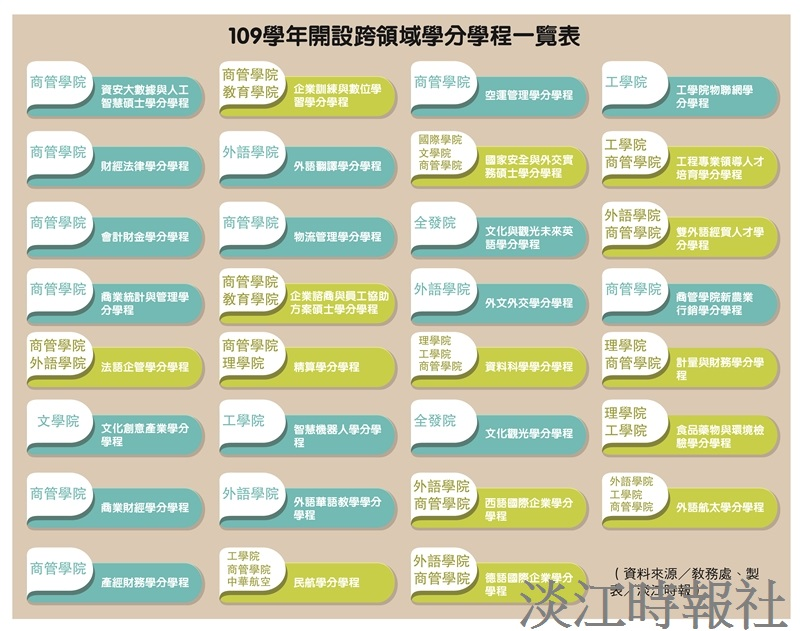 109學年開設跨領域學分學程一覽表
商管學院
資安大數據與人工
智慧碩士學分學程
商管學院
教育學院
企業訓練與數位學
習學分學程
商管學院
空運管理學分學程
工學院
工學院物聯網學
分學程
商管學院
財經法律學分學程
外語學院
外語翻譯學分學程
國際學院
文學院
商管學院
國家安全與外交實
務碩士學分學程
工學院
商管學院
工程專業領導人才
培育學分學程
商管學院
會計財金學分學程
商管學院
物流管理學分學程
全發院
文化與觀光未來英
語學分學程
外語學院
商管學院
雙外語經貿人才學
分學程
商管學院
商業統計與管理學
分學程
商管學院
教育學院
企業諮商與員工協助
方案碩士學分學程
外語學院
外文外交學分學程
商管學院
商管學院新農業
行銷學分學程
商管學院
外語學院
法語企管學分學程
商管學院
理學院
精算學分學程
理學院
工學院
商管學院
資料科學學分學程
理學院
商管學院
計量與財務學分學
程
文學院
文化創意產業學分
學程
工學院
智慧機器人學分學
程
全發院
文化觀光學分學程
理學院
工學院
食品藥物與環境檢
驗學分學程
商管學院
商業財經學分學程
外語學院
外語華語教學學分
學程
外語學院
商管學院
西語國際企業學分
學程
外語學院
工學院
商管學院
外語航太學分學程
商管學院
產經財務學分學程
工學院
商管學院
中華航空
民航學分學程
外語學院
商管學院
德語國際企業學分
學程
(資料來源／教務處、製
表／淡江時報)
淡江時報社